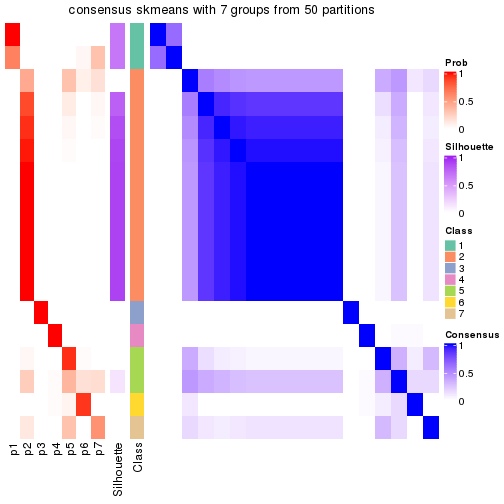 consensus skmeans with 7 groups from 50 partitions
Prob
1
0.5
0
Silhouette
1
0.5
0
Class
1
2
3
4
5
6
7
Consensus
1
0.5
0
p1
p2
p3
p4
p5
p6
p7
Silhouette
Class